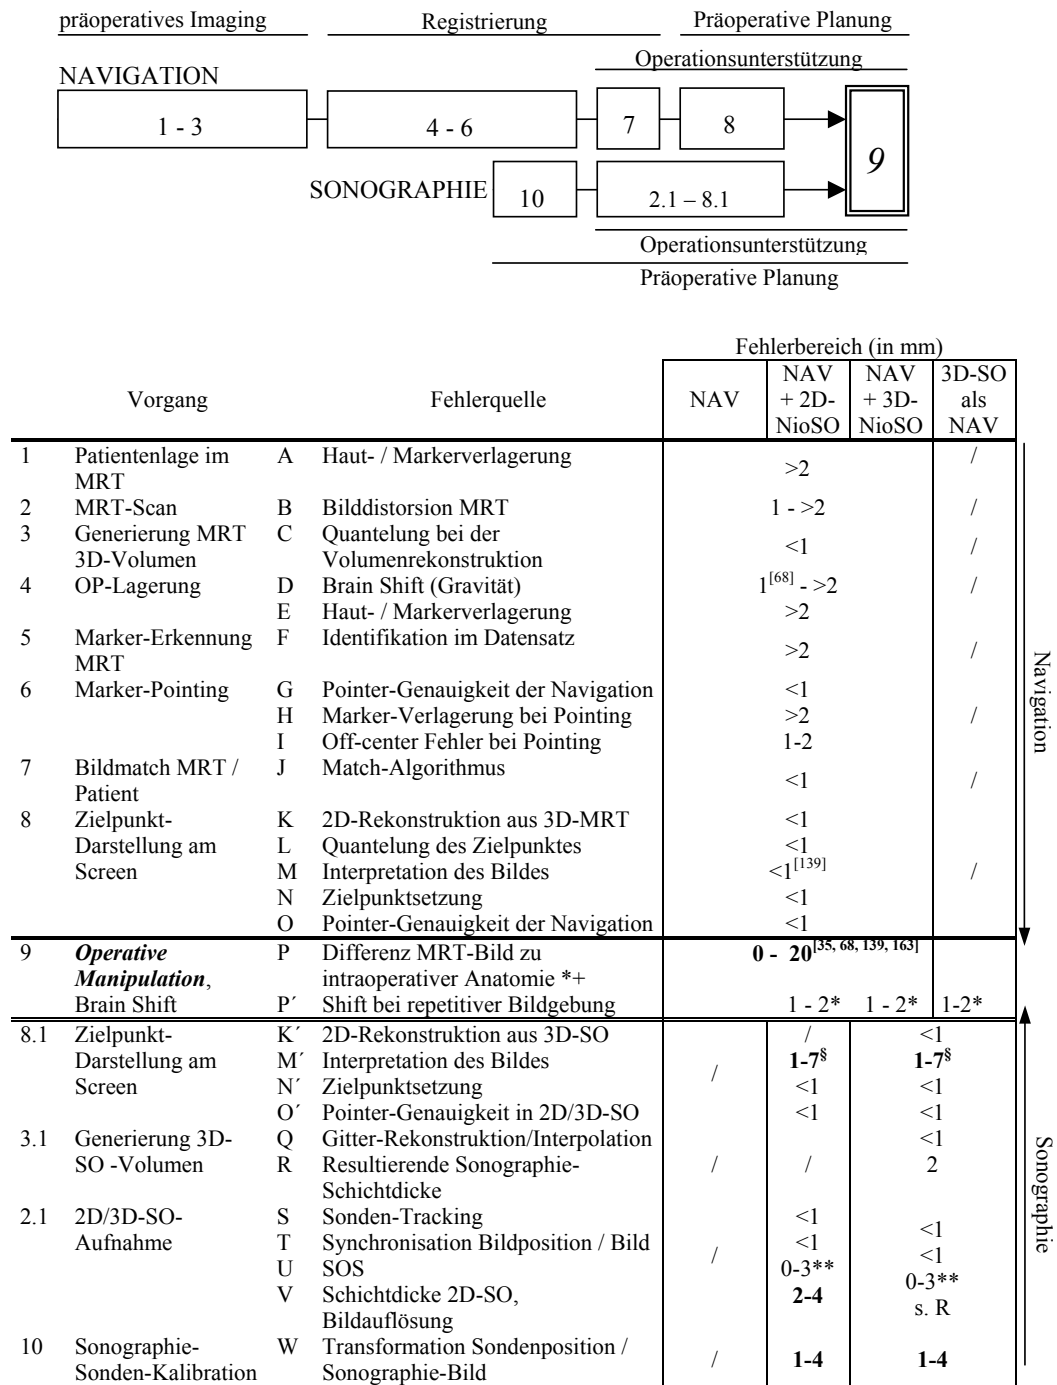 präoperatives Imaging Registrierung Präoperative Planung
Operationsunterstützung
NAVIGATION
1 - 3 4 - 6 7 8 9
SONOGRAPHIE 10 2.1 – 8.1
Operationsunterstützung
Präoperative Planung
Fehlerbereich (in mm)
Vorgang Fehlerquelle NAV NAV + 2D-NioSO NAV + 3D-NioSO 3D-SO als NAV
1 Patientenlage im A Haut- / Markerverlagerung >2 /
MRT
2 MRT-Scan B Bilddistorsion MRT 1 - >2 /
3 Generierung MRT C Quantelung bei der <1 /
3D-Volumen Volumenrekonstruktion
4 OP-Lagerung D Brain Shift (Gravität) 1[68] - >2 /
E Haut- / Markerverlagerung >2
5 Marker-Erkennung F Identifikation im Datensatz >2 /
MRT
6 Marker-Pointing G Pointer-Genauigkeit der Navigation <1
H Marker-Verlagerung bei Pointing >2 /
I Off-center Fehler bei Pointing 1-2
7 Bildmatch MRT / J Match-Algorithmus <1 /
Patient
8 Zielpunkt- K 2D-Rekonstruktion aus 3D-MRT <1
Darstellung am L Quantelung des Zielpunktes <1
Screen M Interpretation des Bildes <1[139] /
N Zielpunktsetzung <1
O Pointer-Genauigkeit der Navigation <1
Navigation
9 Operative P Differenz MRT-Bild zu 0 - 20[35, 68, 139, 163]
Manipulation, intraoperativer Anatomie *+
Brain Shift P´ Shift bei repetitiver Bildgebung 1 - 2* 1 - 2* 1-2*
8.1 Zielpunkt- K´ 2D-Rekonstruktion aus 3D-SO / <1
Darstellung am M´ Interpretation des Bildes / 1-7§ 1-7§
Screen N´ Zielpunktsetzung <1 <1
O´ Pointer-Genauigkeit in 2D/3D-SO <1 <1
3.1 Generierung 3D- Q Gitter-Rekonstruktion/Interpolation <1
SO -Volumen R Resultierende Sonographie- / / 2
Schichtdicke
2.1 2D/3D-SO- S Sonden-Tracking <1 <1
Aufnahme T Synchronisation Bildposition / Bild <1 <1
U SOS / 0-3** 0-3**
V Schichtdicke 2D-SO, 2-4 s. R
Bildauflösung
10 Sonographie- W Transformation Sondenposition / / 1-4 1-4
Sonden-Kalibration Sonographie-Bild
Sonographie